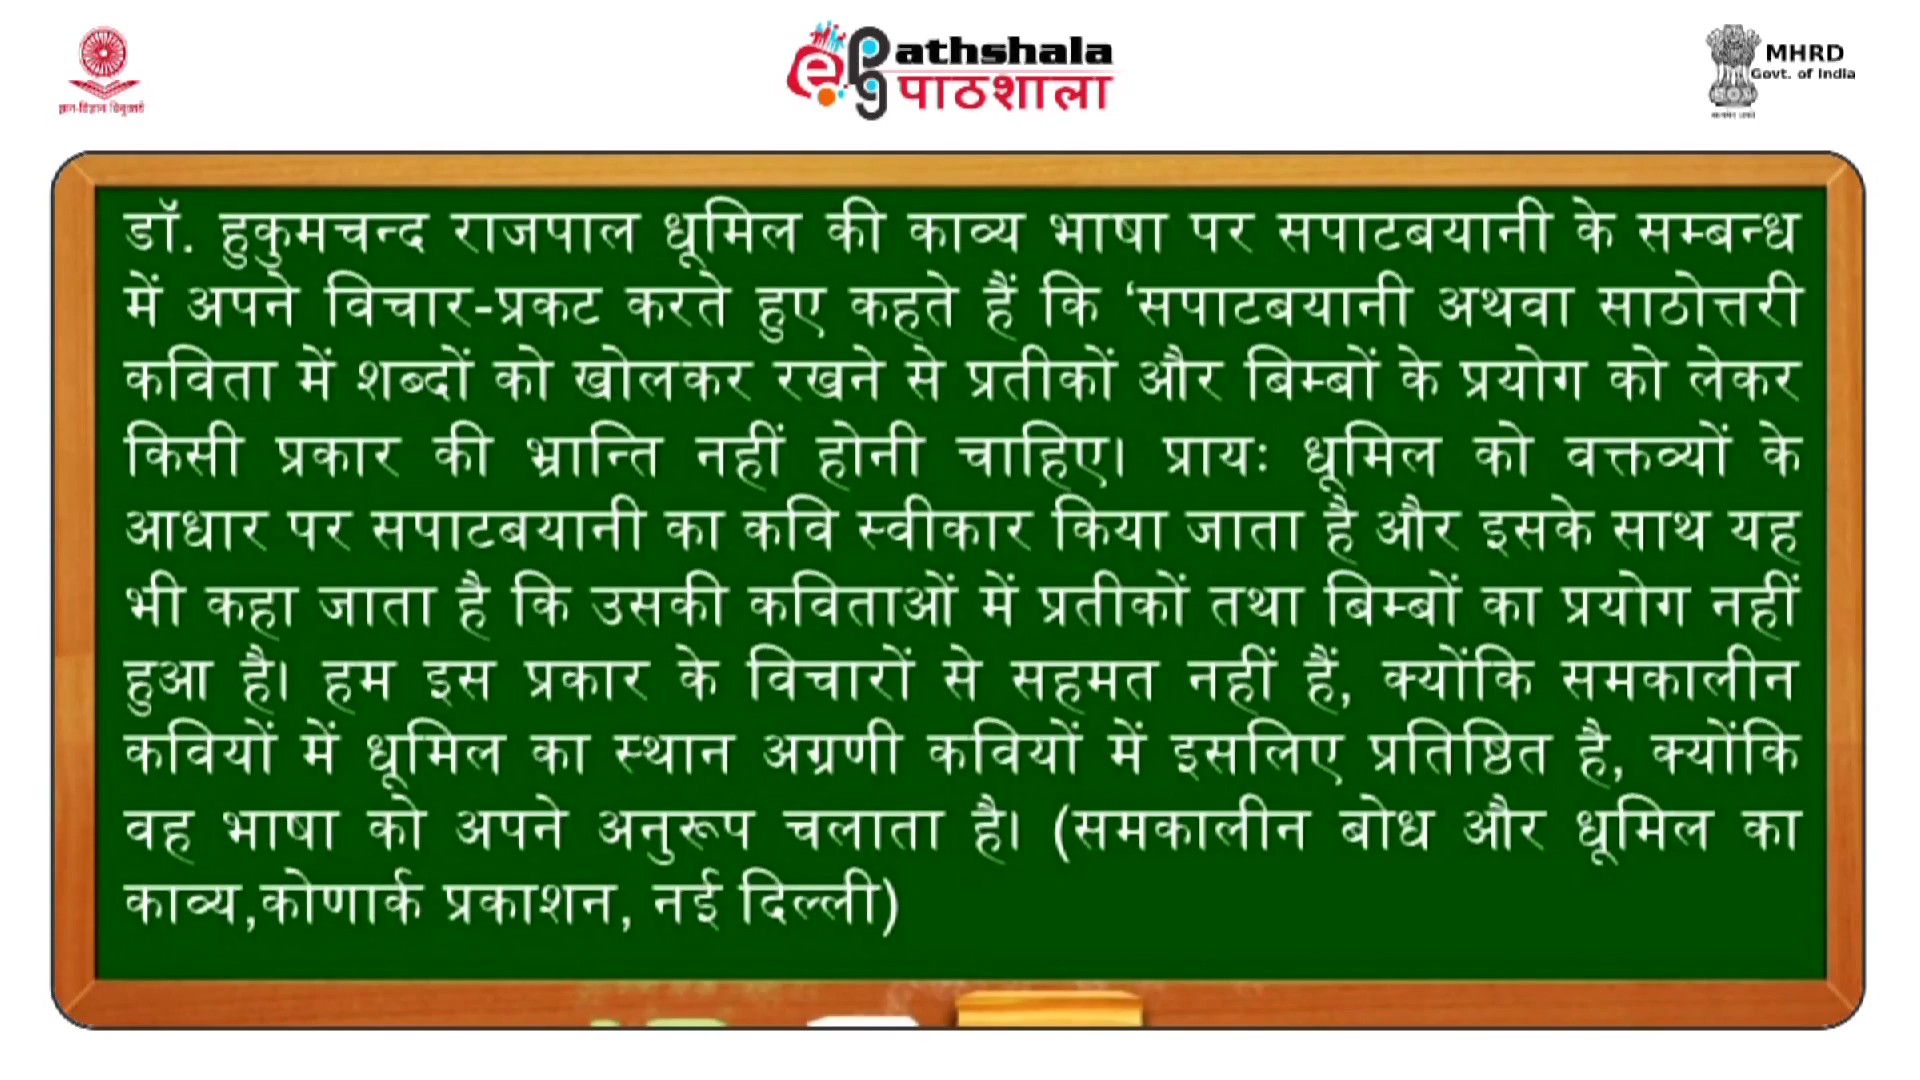 ePathshala
पाठशाला
MHRD
Govt. of India
डॉ. हुकुमचन्द राजपाल धूमिल की काव्य भाषा पर सपाटबयानी के सम्बन्ध
में अपने विचार-प्रकट करते हुए कहते हैं कि ‘सपाटबयानी अथवा साठोत्तरी
कविता में शब्दों को खोलकर रखने से प्रतीकों और बिम्बों के प्रयोग को लेकर
किसी प्रकार की भ्रान्ति नहीं होनी चाहिए। प्रायः धूमिल को वक्तव्यों के
आधार पर सपाटबयानी का कवि स्वीकार किया जाता है और इसके साथ यह
भी कहा जाता है कि उसकी कविताओं में प्रतीकों तथा बिम्बों का प्रयोग नहीं
हुआ है। हम इस प्रकार के विचारों से सहमत नहीं हैं, क्योंकि समकालीन
कवियों में धूमिल का स्थान अग्रणी कवियों में इसलिए प्रतिष्ठित है, क्योंकि
वह भाषा को अपने अनुरूप चलाता है। (समकालीन बोध और धूमिल का
काव्य,कोणार्क प्रकाशन, नई दिल्ली)